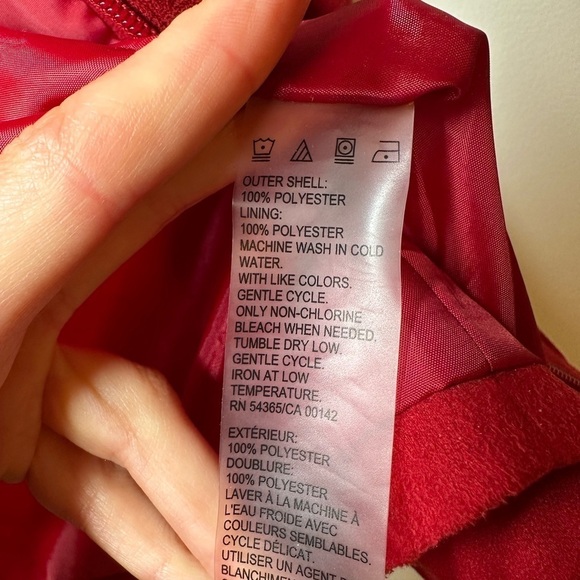 OUTER SHELL:
100% POLYESTER
LINING:
100% POLYESTER
MACHINE WASH IN COLD
WATER.
WITH LIKE COLORS.
GENTLE CYCLE.
ONLY NON-CHLORINE
BLEACH WHEN NEEDED.
TUMBLE DRY LOW.
GENTLE CYCLE.
IRON AT LOW
TEMPERATURE.
RN 54365/CA 00142
EXTÉRIEUR:
100% POLYESTER
DOUBLURE:
100% POLYESTER
LAVER À LA MACHINE À
L'EAU FROIDE AVEC
COULEURS SEMBLABLES.
CYCLE DÉLICAT.
UTILISER UN AGENT DE
BLANCHIMEN